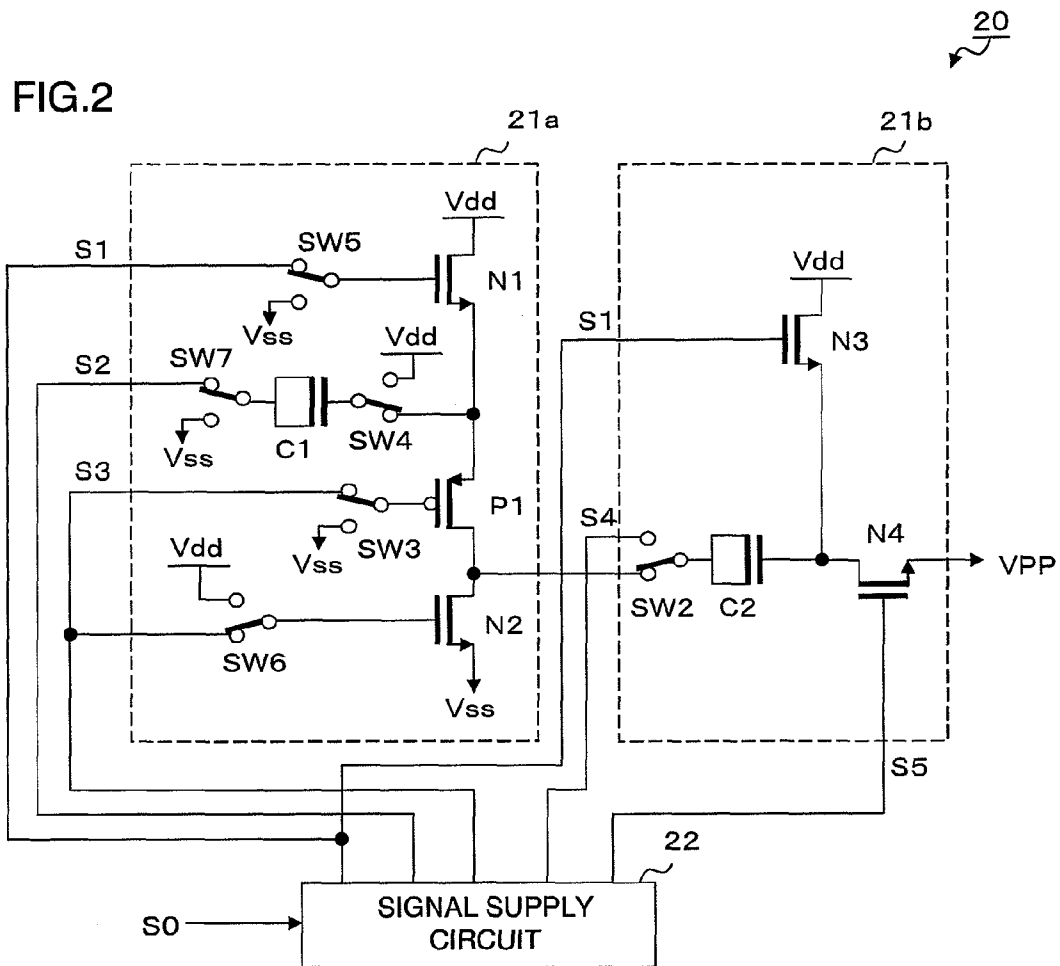 20
FIG.2
21a
21b
Vdd
S1
SW5
N1
Vss
Vdd
S1
Vdd
N3
S2
SW7
Vss
C1
SW4
S3
P1
S4
N4
Vss
SW3
VPP
Vdd
SW2
C2
N2
SW6
Vss
S5
22
S0
SIGNAL SUPPLY
CIRCUIT